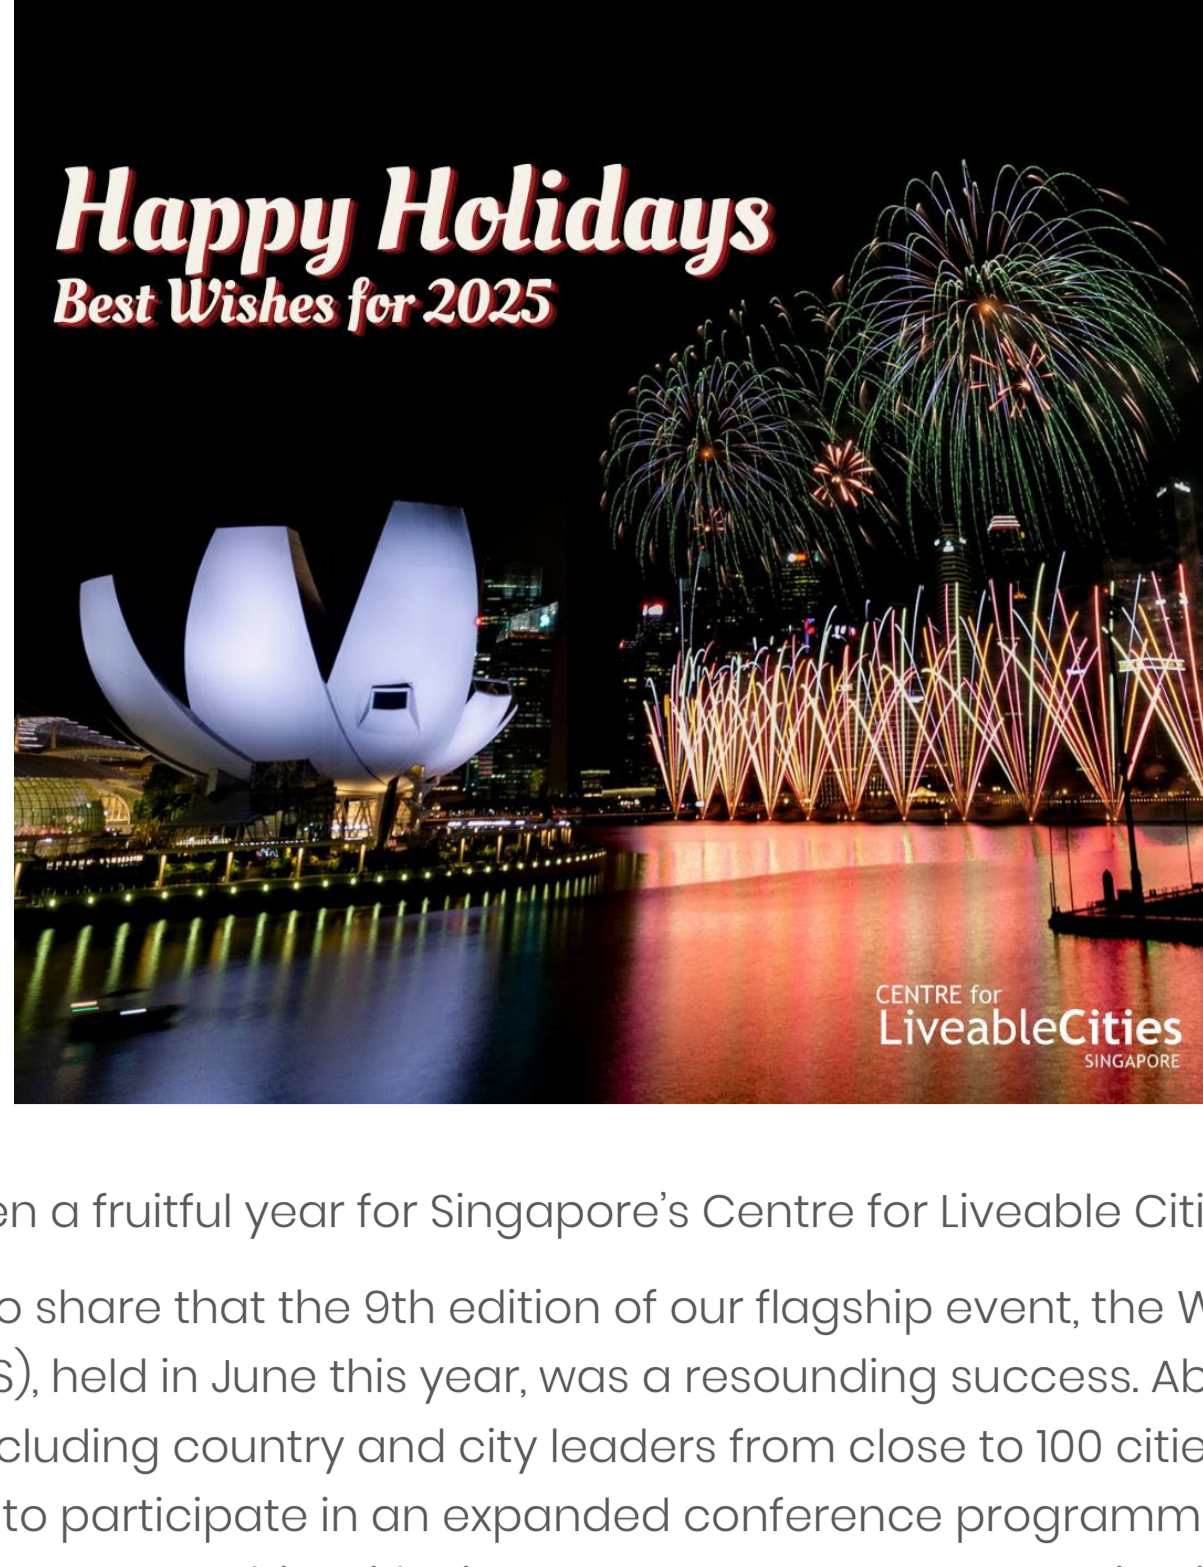 Happy Holidays
Best Wishes for 2025
CENTRE for
LiveableCities
SINGAPORE
en a fruitful year for Singapore’s Centre for Liveable Citi
o share that the 9th edition of our flagship event, the W
S), held in June this year, was a resounding success. Ab
cluding country and city leaders from close to 100 citie
to participate in an expanded conference programm